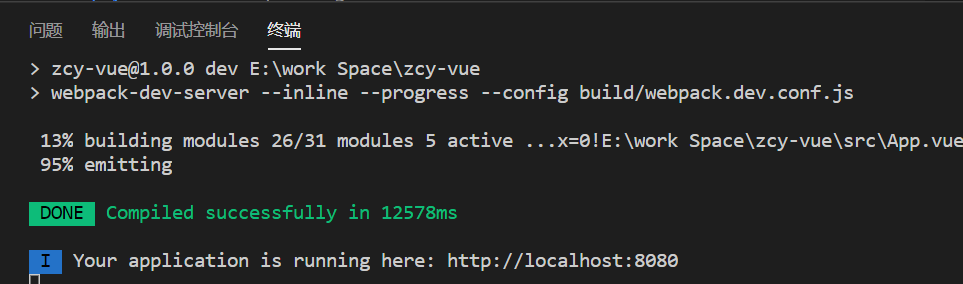 问题 输出 调试控制台 终端
> zcy-vue@1.0.0 dev E:\work Space\zcy-vue
> webpack-dev-server --inline --progress --config build/webpack.dev.conf.js
13% building modules 26/31 modules 5 active ...x=0!E:\work Space\zcy-vue\src\App.vue
95% emitting
DONE Compiled successfully in 12578ms
I Your application is running here: http://localhost:8080